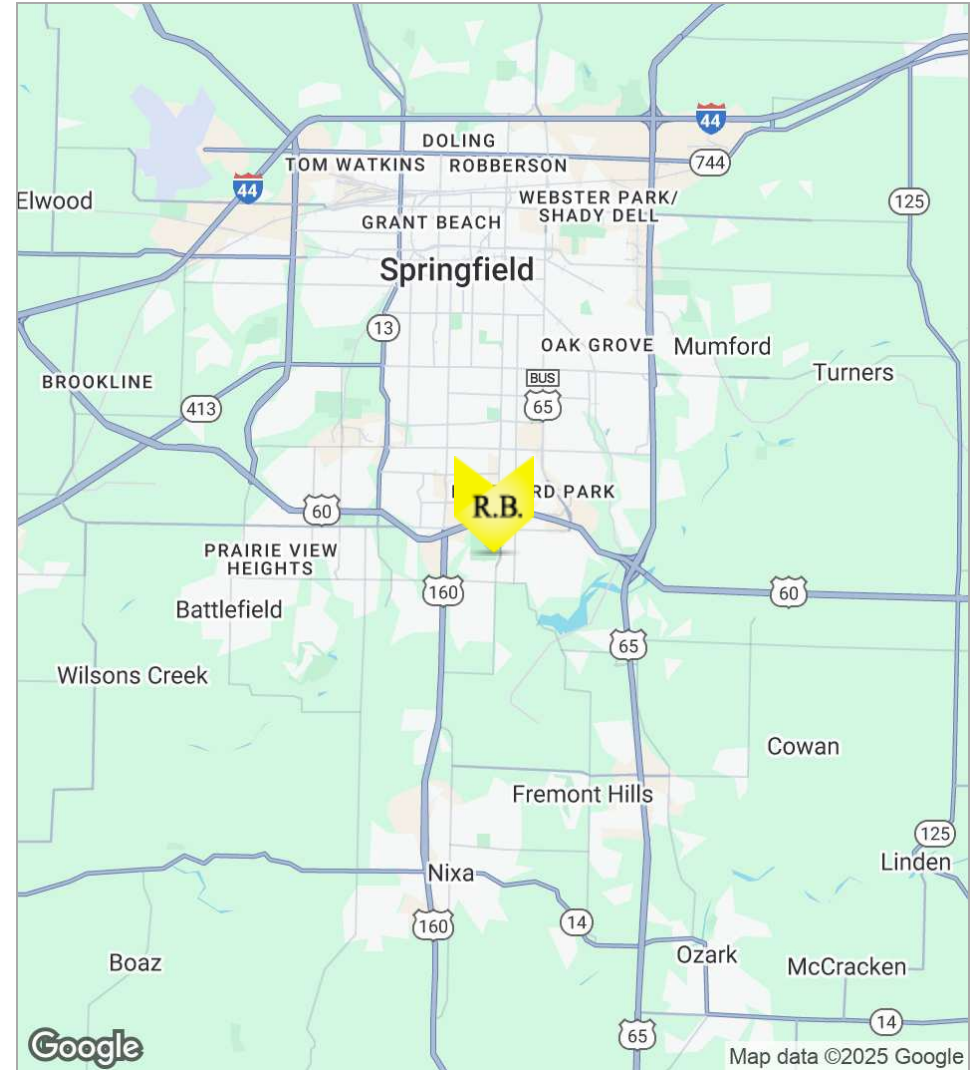 44
DOLING
744
TOM WATKINS
ROBBERSON
44
Elwood
WEBSTER PARK/
SHADY DELL
125
GRANT BEACH
Springfield
13
OAK GROVE
Mumford
BROOKLINE
BUS
65
Turners
413
R.B.
RD PARK
60
PRAIRIE VIEW
HEIGHTS
160
60
Battlefield
65
Wilsons Creek
Cowan
Fremont Hills
125
Linden
Nixa
160
14
Ozark
Boaz
McCracken
14
65
Google
Map data ©2025 Google